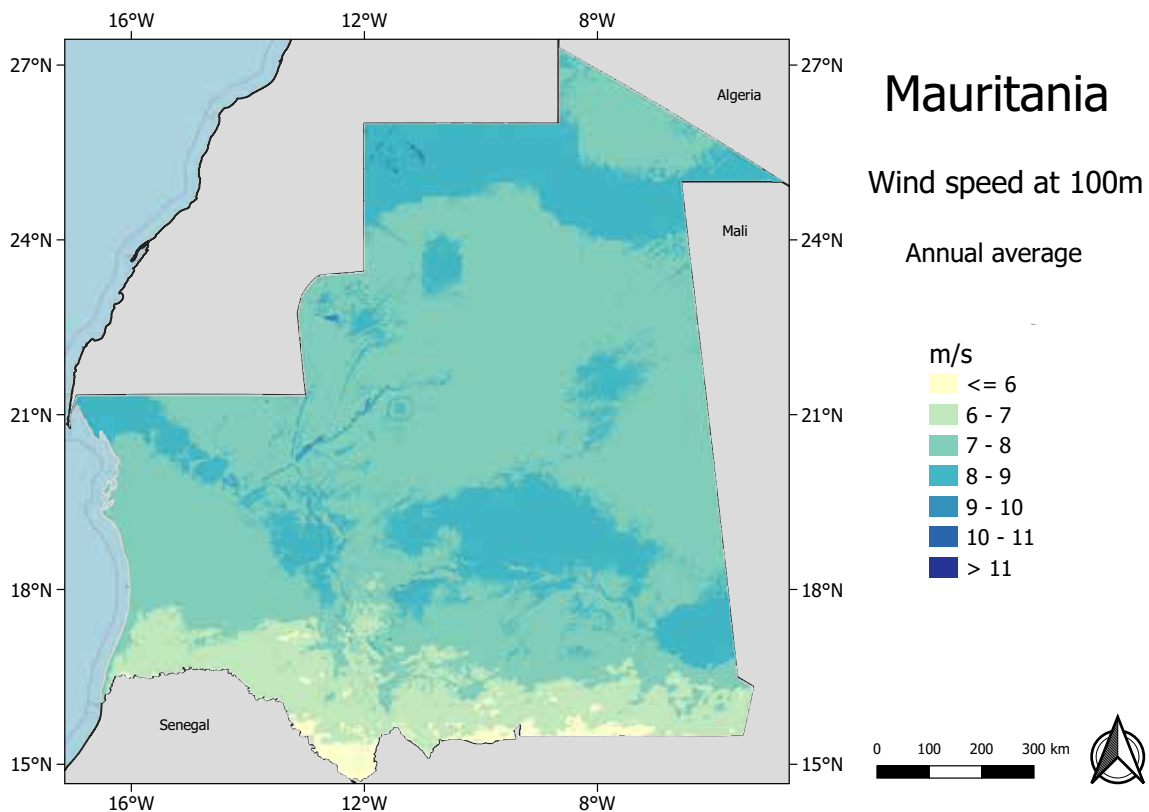 16°W 12°W 8°W
27°N 27°N
Algeria
Mauritania
Wind speed at 100m
Mali
24°N 24°N
Annual average
m/s
<= 6
21°N 21°N
6 - 7
7 - 8
8 - 9
9 - 10
10 - 11
18°N 18°N
> 11
Senegal
0 100 200 300 km
15°N 15°N
16°W 12°W 8°W